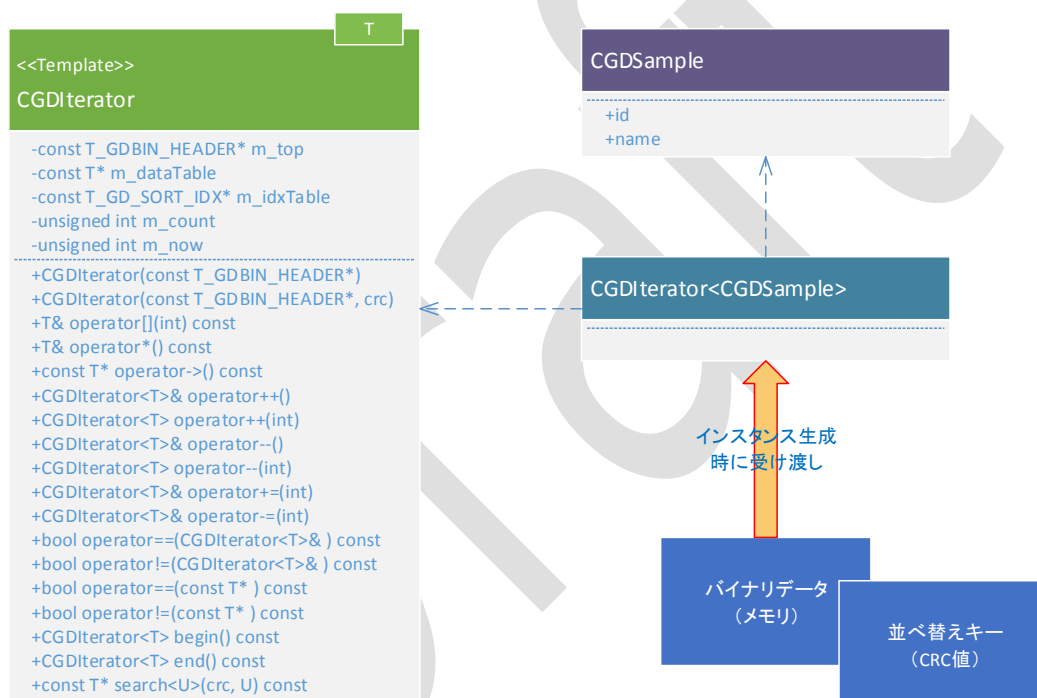 T
<<Template>>
CGDIterator
-const T_GDBIN_HEADER* m_top
-const T* m_dataTable
-const T_GD_SORT_IDX* m_idxTable
-unsigned int m_count
-unsigned int m_now
+CGDIterator(const T_GDBIN_HEADER*)
+CGDIterator(const T_GDBIN_HEADER*, crc)
+T& operator[](int) const
+T& operator*() const
+const T* operator->() const
+CGDIterator<T>& operator++()
+CGDIterator<T> operator++(int)
+CGDIterator<T>& operator--()
+CGDIterator<T> operator--(int)
+CGDIterator<T>& operator+=(int)
+CGDIterator<T>& operator-=(int)
+bool operator==(CGDIterator<T>& ) const
+bool operator!=(CGDIterator<T>& ) const
+bool operator==(const T* ) const
+bool operator!=(const T* ) const
+CGDIterator<T> begin() const
+CGDIterator<T> end() const
+const T* search<U>(crc, U) const
CGDSample
+id
+name
CGDIterator<CGDSample>
インスタンス生成
時に受け渡し
バイナリデータ
（メモリ）
並べ替えキー
（CRC値）